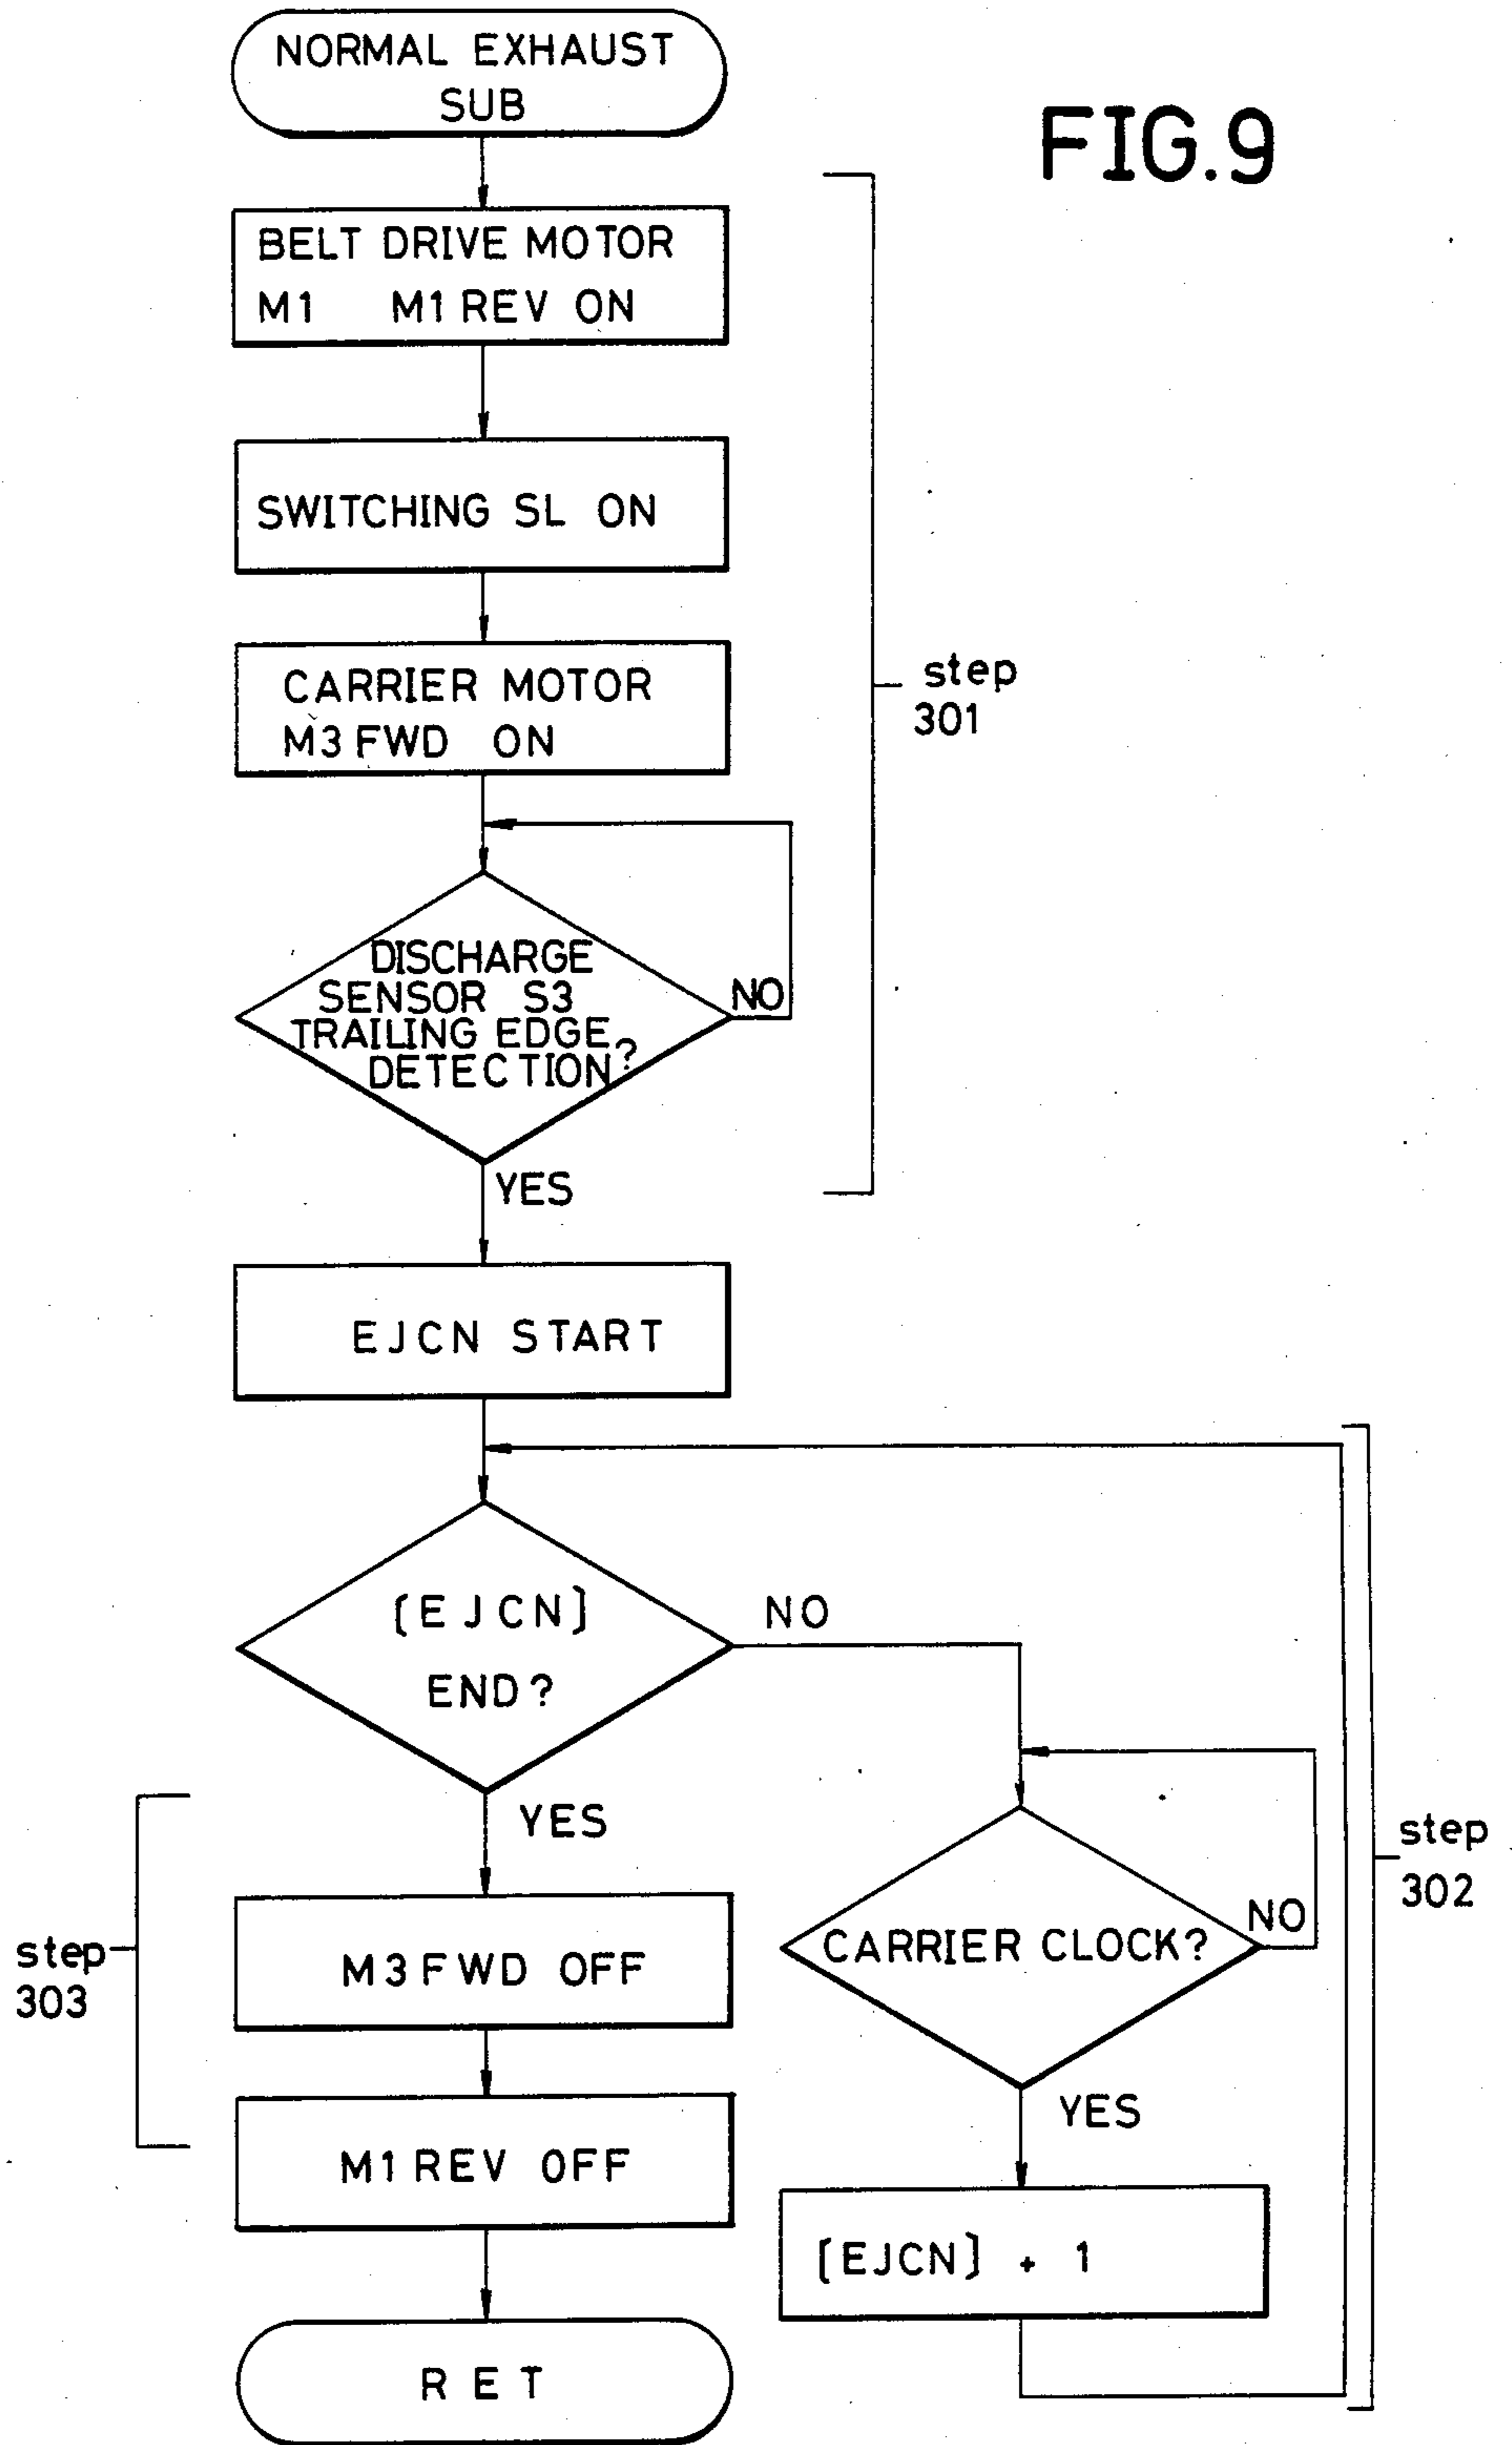 NORMAL EXHAUST
SUB
FIG.9
BELT DRIVE MOTOR
M1 M1 REV ON
SWITCHING SL ON
CARRIER MOTOR
M3 FWD ON
step
301
DISCHARGE
SENSOR S3
TRAILING EDGE
DETECTION?
NO
YES
EJCN START
[EJCN]
END?
NO
YES
CARRIER CLOCK?
NO
step
302
step
303
M3 FWD OFF
YES
M1 REV OFF
[EJCN] + 1
RET